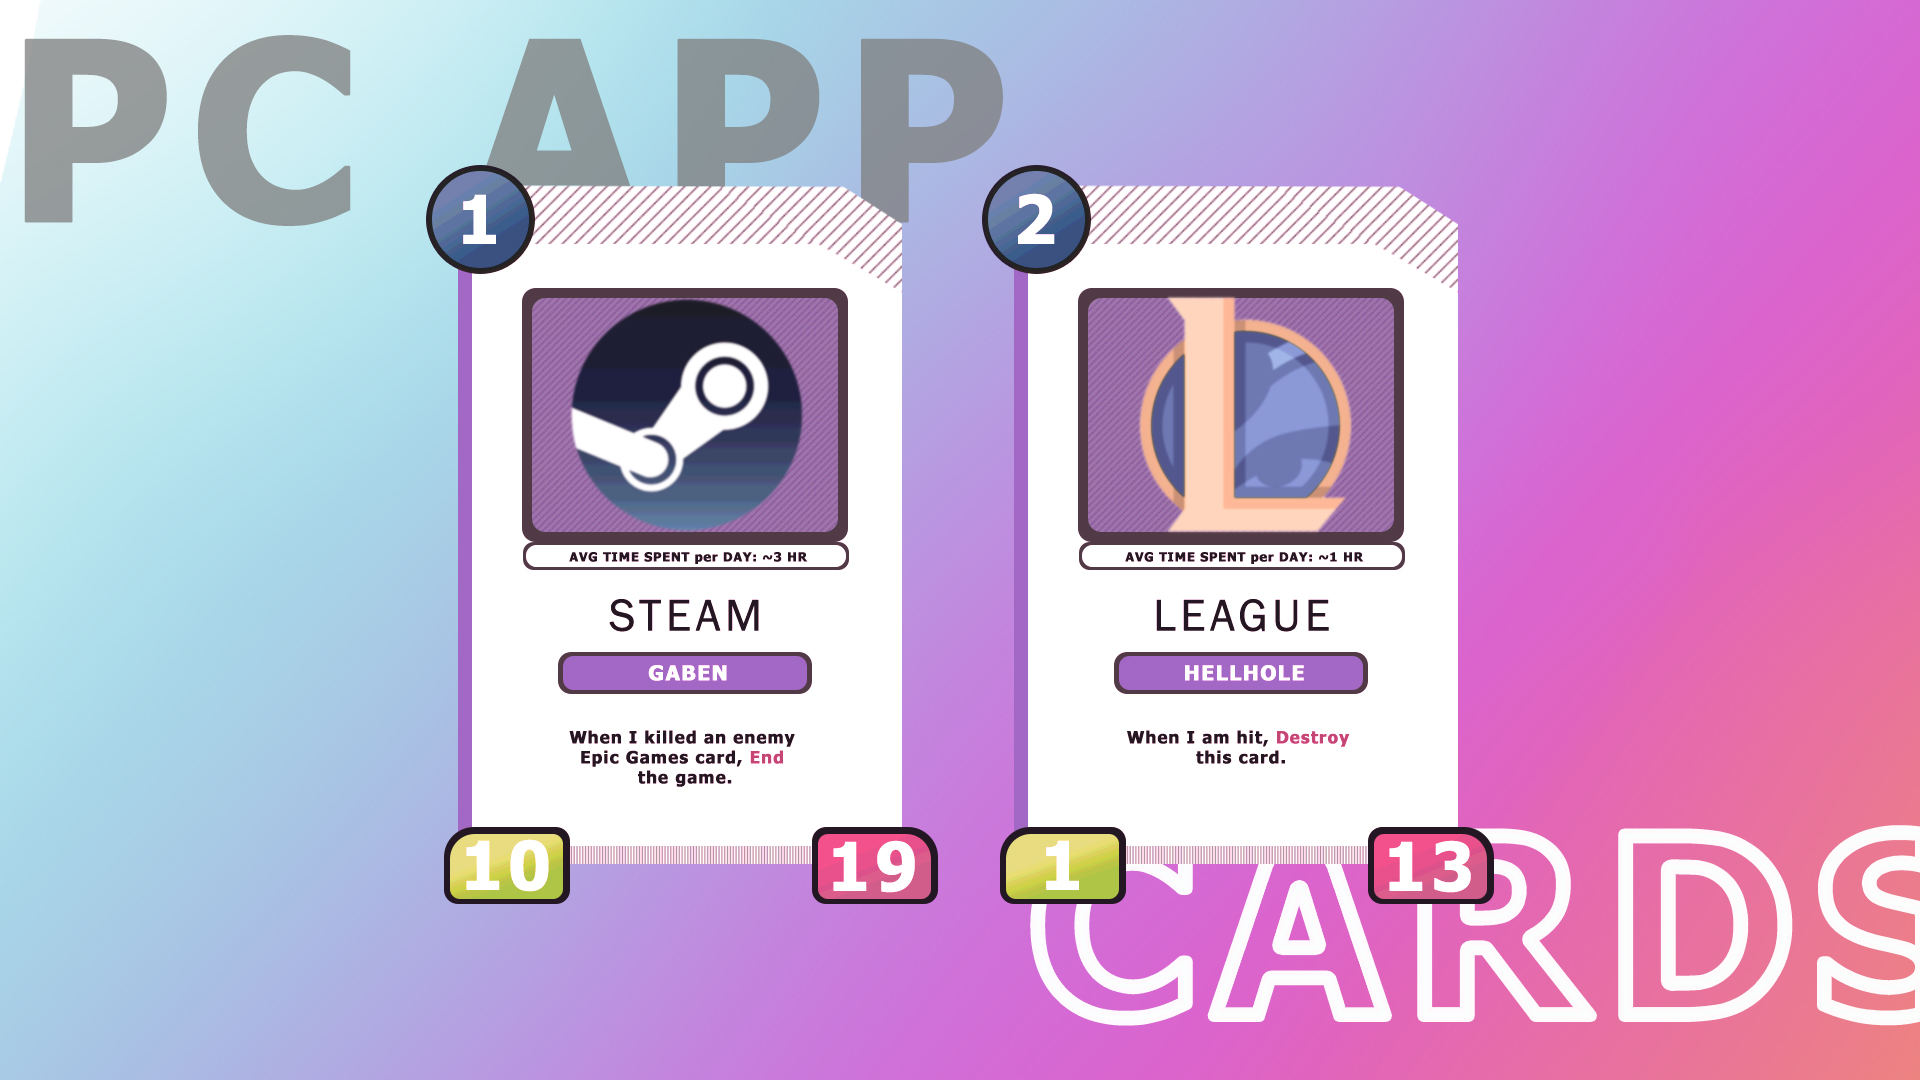 PC APP
1
AVG TIME SPENT per DAY: ~3 HR
STEAM
GABEN
When I killed an enemy
Epic Games card, End
the game.
10
19
2
L
AVG TIME SPENT per DAY: ~1 HR
LEAGUE
HELLHOLE
When I am hit, Destroy
this card.
1
13
CARDS